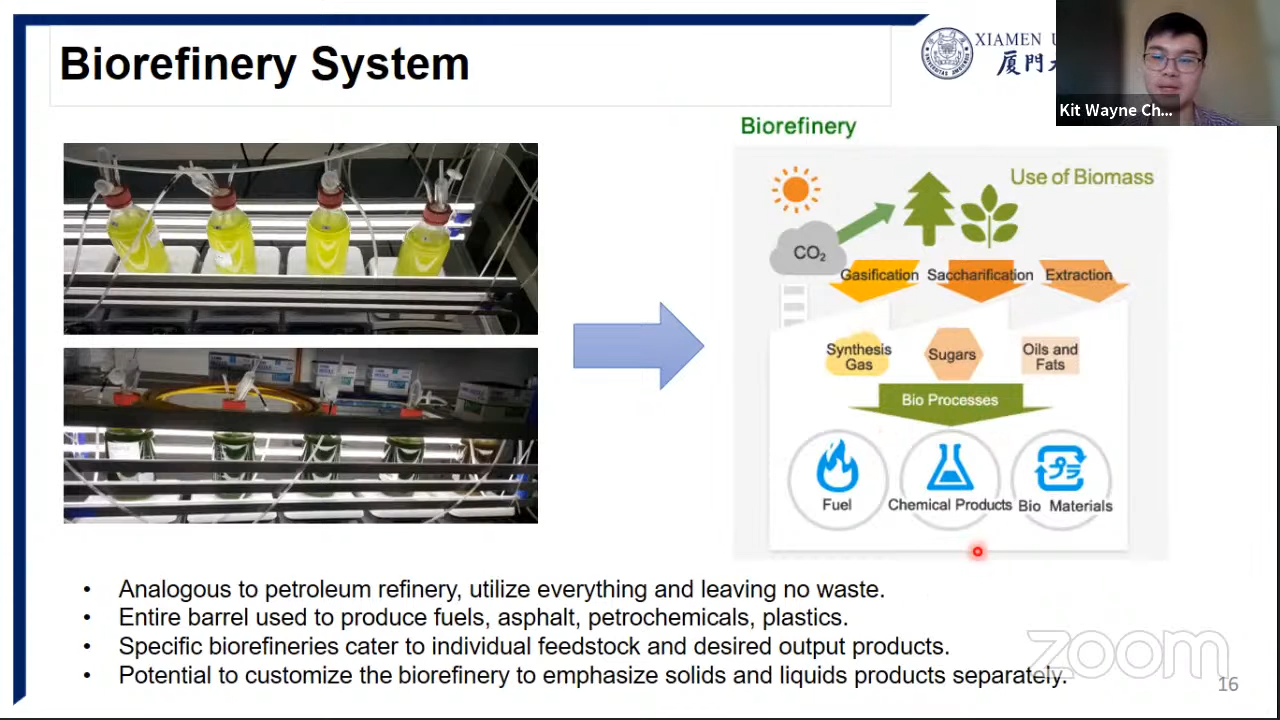 Biorefinery System
XIAMEN U
厦門大
Kit Wayne Ch...
Biorefinery
Use of Biomass
CO₂
Gasification
Saccharification
Extraction
Synthesis
Gas
Sugars
Oils and
Fats
Bio Processes
Fuel
Chemical Products
プラ
Bio Materials
• Analogous to petroleum refinery, utilize everything and leaving no waste.
• Entire barrel used to produce fuels, asphalt, petrochemicals, plastics.
• Specific biorefineries cater to individual feedstock and desired output products.
• Potential to customize the biorefinery to emphasize solids and liquids products separately.
zoom
16